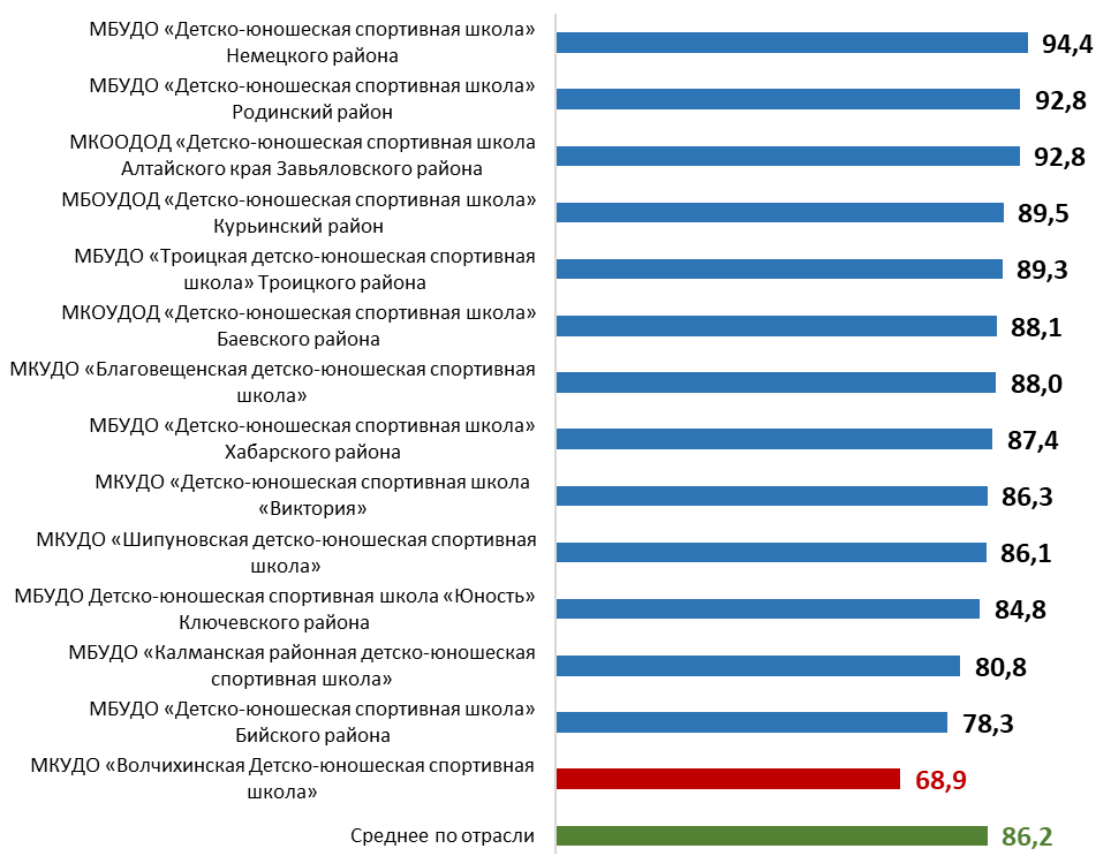 МБУДО «Детско-юношеская спортивная школа»
Немецкого района
94,4
МБУДО «Детско-юношеская спортивная школа»
Родинский район
92,8
МКООДОД «Детско-юношеская спортивная школа
Алтайского края Завьяловского района
92,8
МБОУДОД «Детско-юношеская спортивная школа»
Курьинский район
89,5
МБУДО «Троицкая детско-юношеская спортивная
школа» Троицкого района
89,3
МКОУДОД «Детско-юношеская спортивная школа»
Баевского района
88,1
МКУДО «Благовещенская детско-юношеская спортивная
школа»
88,0
МБУДО «Детско-юношеская спортивная школа»
Хабарского района
87,4
МКУДО «Детско-юношеская спортивная школа
«Виктория»
86,3
МКУДО «Шипуновская детско-юношеская спортивная
школа»
86,1
МБУДО Детско-юношеская спортивная школа «Юность»
Ключевского района
84,8
МБУДО «Калманская районная детско-юношеская
спортивная школа»
80,8
МБУДО «Детско-юношеская спортивная школа»
Бийского района
78,3
МКУДО «Волчихинская Детско-юношеская спортивная
школа»
68,9
Среднее по отрасли
86,2